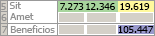 5 Sit 7.273 12.346 19.619
6 Amet
7 Beneficios 105.447